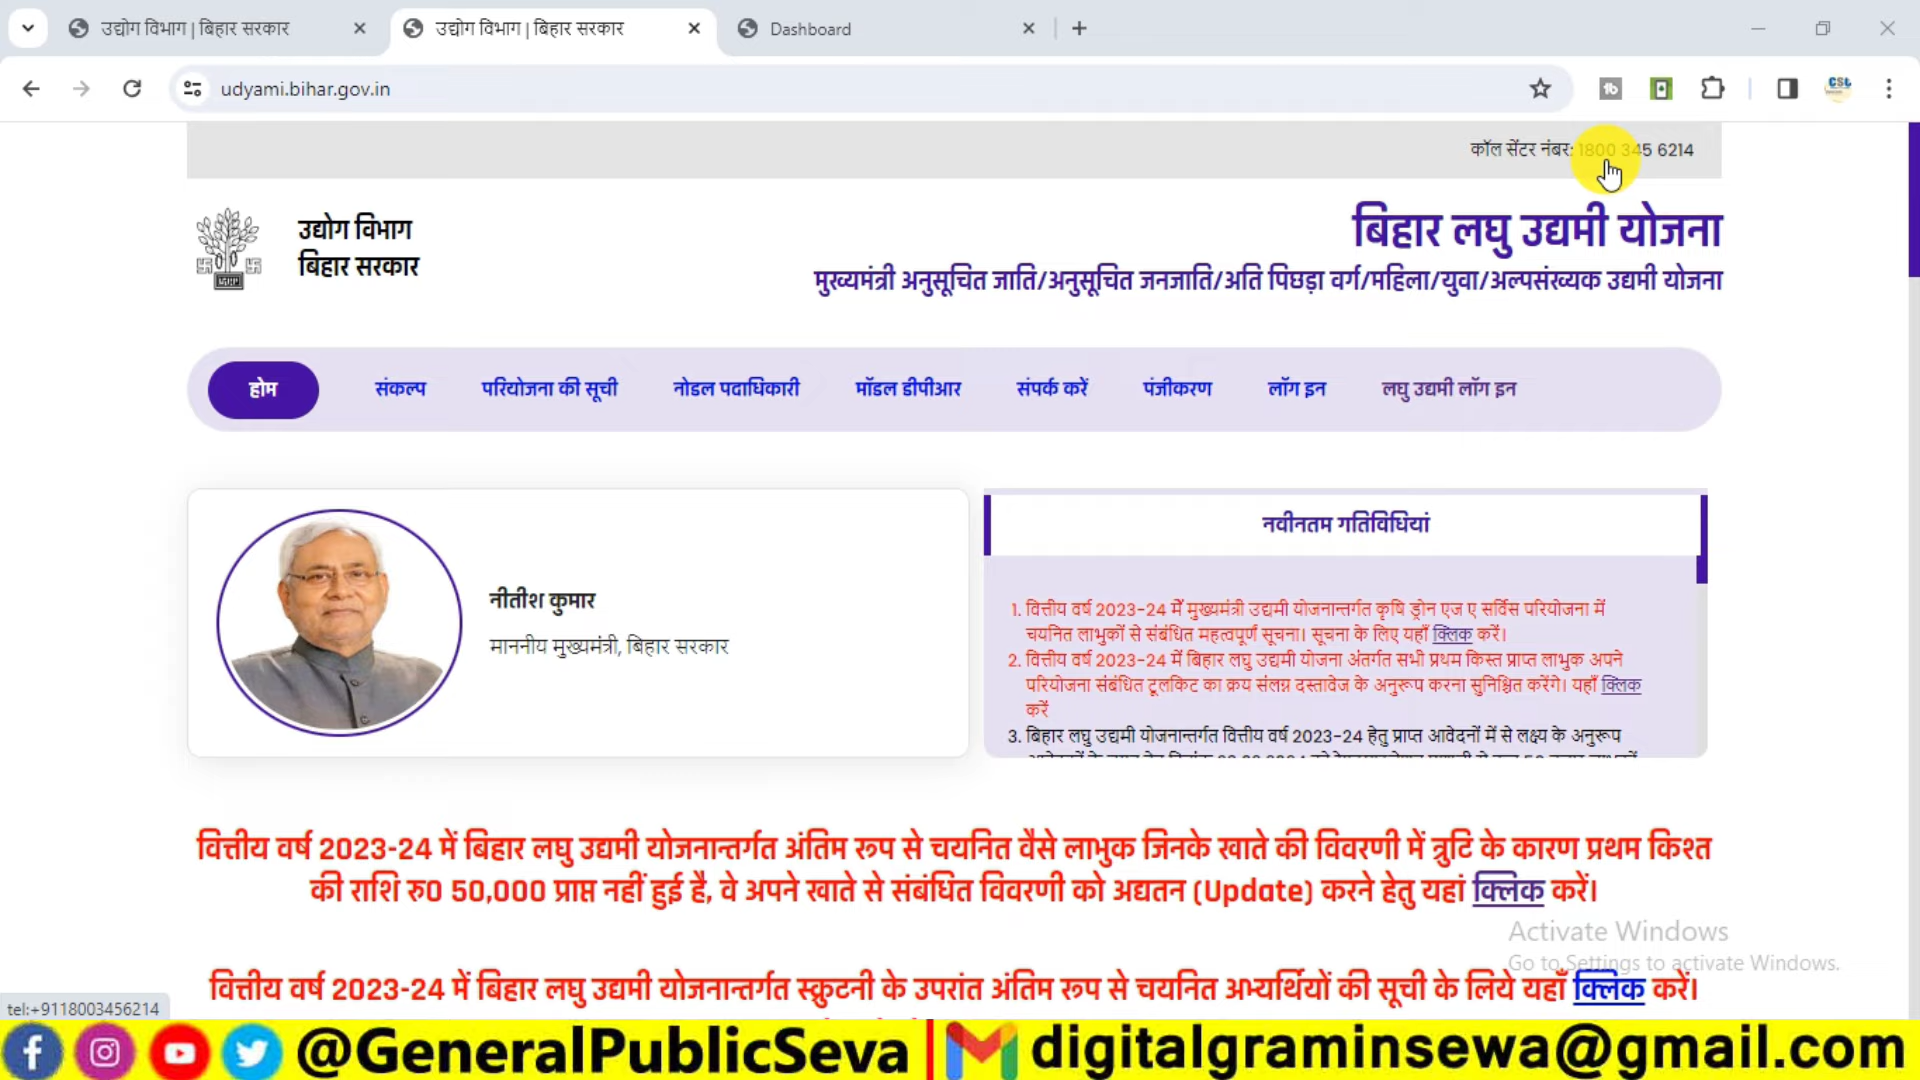 उद्योग विभाग | बिहार सरकार
उद्योग विभाग | बिहार सरकार
Dashboard
udyami.bihar.gov.in
CSC
कॉल सेंटर नंबर: 1800 345 6214
उद्योग विभाग
बिहार सरकार
बिहार लघु उद्यमी योजना
मुख्यमंत्री अनुसूचित जाति/अनुसूचित जनजाति/अति पिछड़ा वर्ग/महिला/युवा/अल्पसंख्यक उद्यमी योजना
होम
संकल्प
परियोजना की सूची
नोडल पदाधिकारी
मॉडल डीपीआर
संपर्क करें
पंजीकरण
लॉग इन
लघु उद्यमी लॉग इन
नीतीश कुमार
माननीय मुख्यमंत्री, बिहार सरकार
नवीनतम गतिविधियां
1. वित्तीय वर्ष 2023-24 में मुख्यमंत्री उद्यमी योजनान्तर्गत कृषि ड्रोन एज ए सर्विस परियोजना में
चयनित लाभुकों से संबंधित महत्वपूर्ण सूचना। सूचना के लिए यहाँ क्लिक करें।
2. वित्तीय वर्ष 2023-24 में बिहार लघु उद्यमी योजना अंतर्गत सभी प्रथम किस्त प्राप्त लाभुक अपने
परियोजना संबंधित टूलकिट का क्रय संलग्न दस्तावेज के अनुरूप करना सुनिश्चित करेंगे। यहाँ क्लिक
करें
3. बिहार लघु उद्यमी योजनान्तर्गत वित्तीय वर्ष 2023-24 हेतु प्राप्त आवेदनों में से लक्ष्य के अनुरूप
वित्तीय वर्ष 2023-24 में बिहार लघु उद्यमी योजनान्तर्गत अंतिम रूप से चयनित वैसे लाभुक जिनके खाते की विवरणी में त्रुटि के कारण प्रथम किश्त
की राशि रु0 50,000 प्राप्त नहीं हुई है, वे अपने खाते से संबंधित विवरणी को अद्यतन (Update) करने हेतु यहां क्लिक करें।
Activate Windows
Go to Settings to activate Windows.
वित्तीय वर्ष 2023-24 में बिहार लघु उद्यमी योजनान्तर्गत स्क्रुटनी के उपरांत अंतिम रूप से चयनित अभ्यर्थियों की सूची के लिये यहाँ क्लिक करें।
tel:+9118003456214
@GeneralPublicSeva
digitalgraminsewa@gmail.com